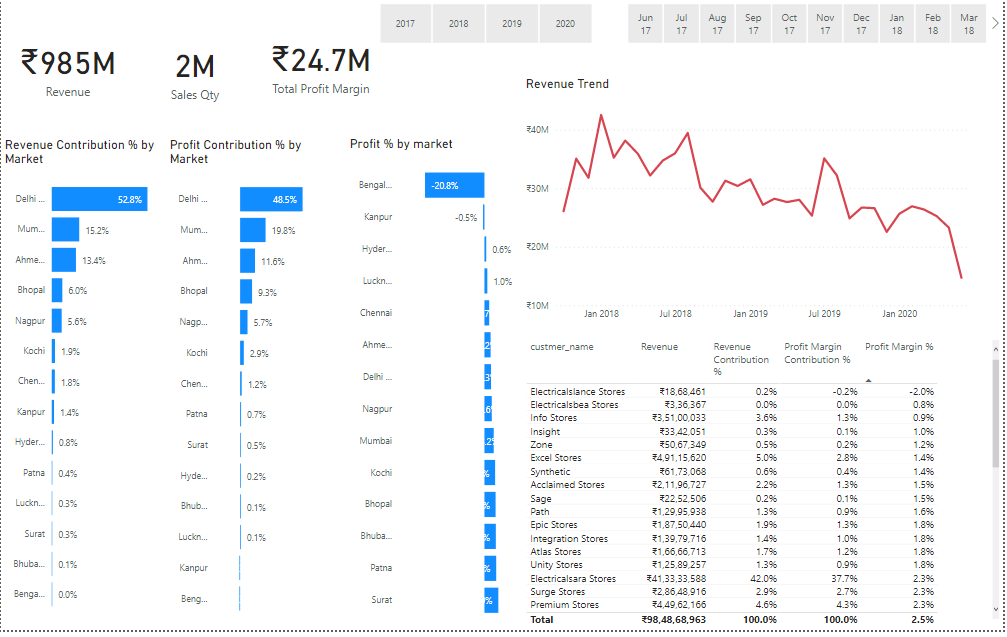 2017 2018 2019 2020
Jun 17 Jul 17 Aug 17 Sep 17 Oct 17 Nov 17 Dec 17 Jan 18 Feb 18 Mar 18
₹985M
Revenue
2M
Sales Qty
₹24.7M
Total Profit Margin
Revenue Contribution % by
Market
Delhi ... 52.8%
Mum... 15.2%
Ahme... 13.4%
Bhopal 6.0%
Nagpur 5.6%
Kochi 1.9%
Chen... 1.8%
Kanpur 1.4%
Hyder... 0.8%
Patna 0.4%
Luckn... 0.3%
Surat 0.3%
Bhuba... 0.1%
Benga... 0.0%
Profit Contribution % by
Market
Delhi ... 48.5%
Mum... 19.8%
Ahm... 11.6%
Bhopal 9.3%
Nagp... 5.7%
Kochi 2.9%
Chen... 1.2%
Patna 0.7%
Surat 0.5%
Hyde... 0.2%
Bhub... 0.1%
Luckn... 0.1%
Kanpur
Beng...
Profit % by market
Bengal... -20.8%
Kanpur -0.5%
Hyder... 0.6%
Luckn... 1.0%
Chennai
Ahme...
Delhi ...
Nagpur
Mumbai
Kochi %
Bhopal %
Bhuba... %
Patna %
Surat %
Revenue Trend
₹40M
₹30M
₹20M
₹10M
Jan 2018 Jul 2018 Jan 2019 Jul 2019 Jan 2020
custmer_name Revenue Revenue Contribution % Profit Margin Contribution % Profit Margin %
Electricalslance Stores ₹18,68,461 0.2% -0.2% -2.0%
Electricalsbea Stores ₹3,36,367 0.0% 0.0% 0.8%
Info Stores ₹3,51,00,033 3.6% 1.3% 0.9%
Insight ₹33,42,051 0.3% 0.1% 1.0%
Zone ₹50,67,349 0.5% 0.2% 1.2%
Excel Stores ₹4,91,15,620 5.0% 2.8% 1.4%
Synthetic ₹61,73,068 0.6% 0.4% 1.4%
Acclaimed Stores ₹2,11,96,727 2.2% 1.3% 1.5%
Sage ₹22,52,506 0.2% 0.1% 1.5%
Path ₹1,29,95,938 1.3% 0.9% 1.6%
Epic Stores ₹1,87,50,440 1.9% 1.3% 1.8%
Integration Stores ₹1,39,79,716 1.4% 1.0% 1.8%
Atlas Stores ₹1,66,66,713 1.7% 1.2% 1.8%
Unity Stores ₹1,25,89,257 1.3% 0.9% 1.8%
Electricalsara Stores ₹41,33,33,588 42.0% 37.7% 2.3%
Surge Stores ₹2,86,48,916 2.9% 2.7% 2.3%
Premium Stores ₹4,49,62,166 4.6% 4.3% 2.3%
Total ₹98,48,68,963 100.0% 100.0% 2.5%